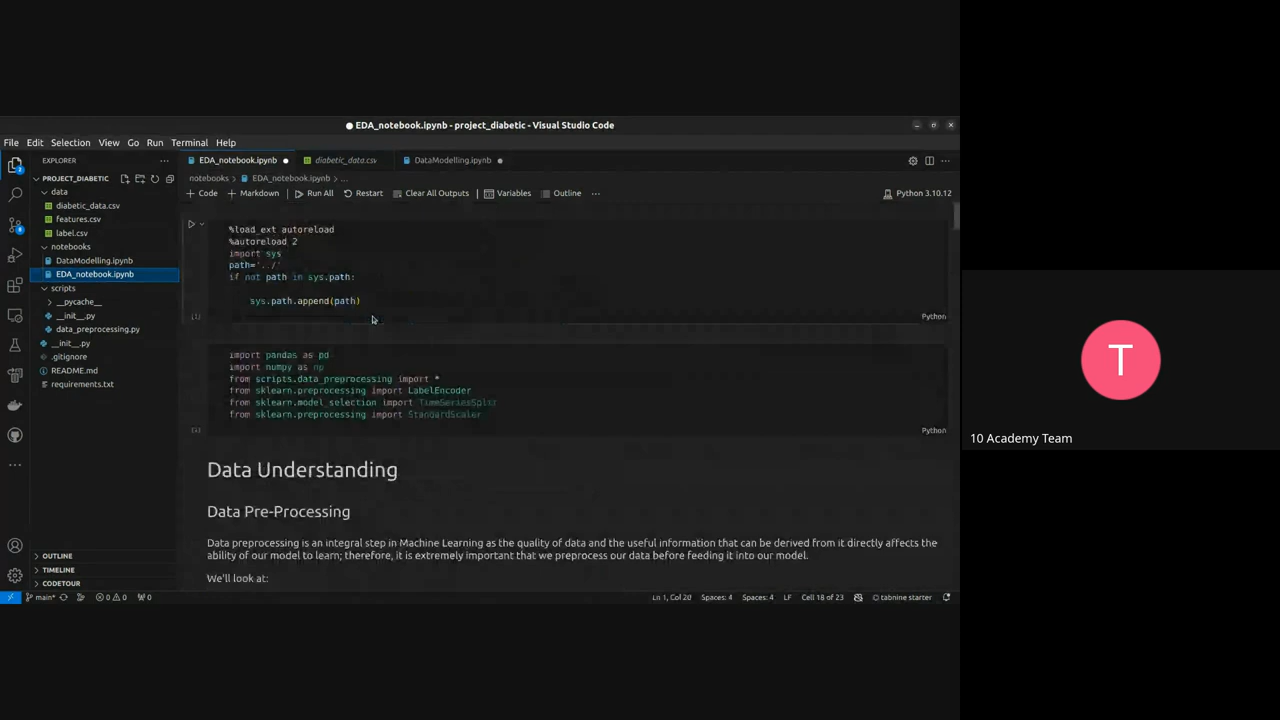 EDA_notebook.ipynb - project_diabetic - Visual Studio Code
File Edit Selection View Go Run Terminal Help
EXPLORER
PROJECT_DIABETIC
data
diabetic_data.csv
features.csv
label.csv
notebooks
DataModelling.ipynb
EDA_notebook.ipynb
scripts
__pycache__
__init__.py
data_preprocessing.py
__init__.py
.gitignore
README.md
requirements.txt
OUTLINE
TIMELINE
CODETOUR
EDA_notebook.ipynb diabetic_data.csv DataModelling.ipynb
notebooks > EDA_notebook.ipynb > ...
+ Code + Markdown Run All Restart Clear All Outputs Variables Outline ... Python 3.10.12
%load_ext autoreload
%autoreload 2
import sys
path='../'
if not path in sys.path:
sys.path.append(path)
[1] Python
import pandas as pd
import numpy as np
from scripts.data_preprocessing import *
from sklearn.preprocessing import LabelEncoder
from sklearn.model_selection import TimeSeriesSplit
from sklearn.preprocessing import StandardScaler
Python
Data Understanding
Data Pre-Processing
Data preprocessing is an integral step in Machine Learning as the quality of data and the useful information that can be derived from it directly affects the
ability of our model to learn; therefore, it is extremely important that we preprocess our data before feeding it into our model.
We'll look at:
main* 0 0 0 Ln 1, Col 20 Spaces: 4 Spaces: 4 LF Cell 18 of 23 tabnine starter
T
10 Academy Team